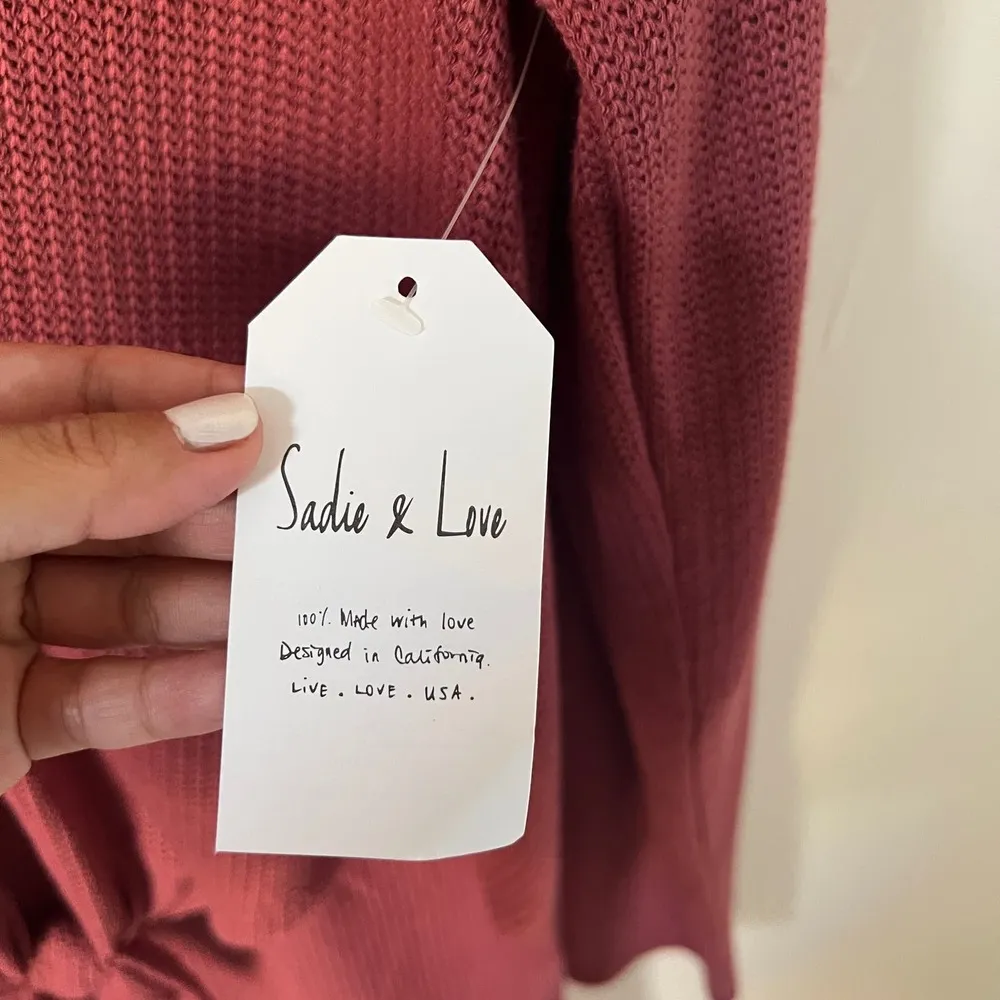 Sadie & Love
100% Made with love
Designed in California.
LIVE . LOVE . USA .